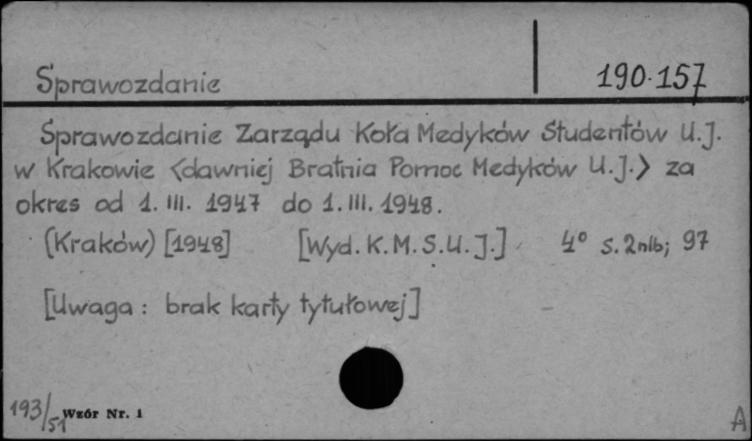 Sprawozdanie
190.157
Sprawozdanie Zarządu Koła Medyków Studentów U.J.
w Krakowie <dawniej Bratnia Pomoc Medyków U.J.> za
okres od 1. III. 1947 do 1. III. 1948.
(Kraków) [1948] [Wyd. K.M.S.U.J.] 4° s. 2nlb; 97
[Uwaga: brak karty tytułowej]
193/51
Wzór Nr. 1
A